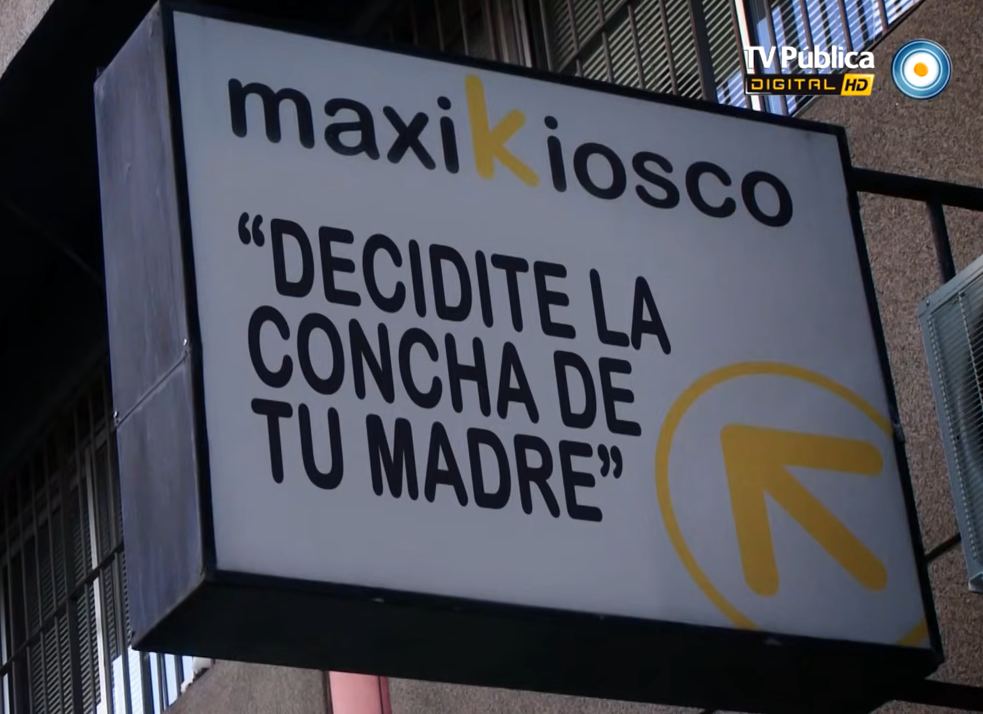 TV Pública
DIGITAL HD
maxikiosco
“DECIDITE LA
CONCHA DE
TU MADRE”